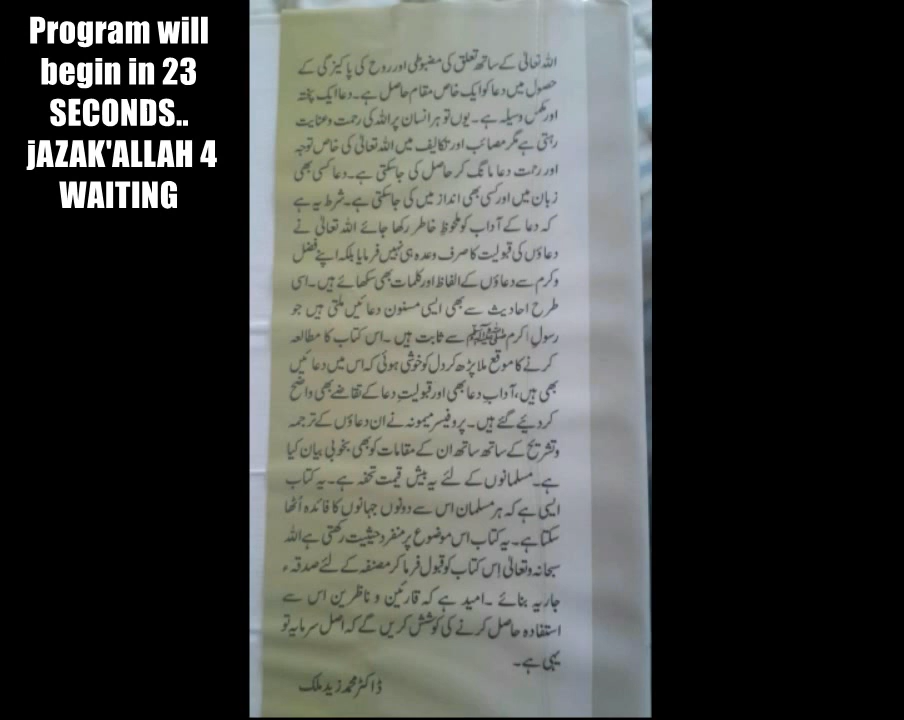 Program will
begin in 23
SECONDS..
jAZAK'ALLAH 4
WAITING
اللہ تعالٰی کے ساتھ تعلق کی مضبوطی اور روح کی پاکیزگی کے
حصول میں دعا کو ایک خاص مقام حاصل ہے۔ دعا ایک پختہ
اور مکمل وسیلہ ہے۔ یوں تو ہر انسان پر اللہ کی رحمت وعنایت
رہتی ہے مگر مصائب اور تکالیف میں اللہ تعالٰی کی خاص توجہ
اور رحمت دعا مانگ کر حاصل کی جاسکتی ہے۔ دعا کسی بھی
زبان میں اور کسی بھی انداز میں کی جاسکتی ہے۔ شرط یہ ہے
کہ دعا کے آداب کو ملحوظِ خاطر رکھا جائے اللہ تعالٰی نے
دعاؤں کی قبولیت کا صرف وعدہ ہی نہیں فرمایا بلکہ اپنے فضل
وکرم سے دعاؤں کے الفاظ اور کلمات بھی سکھائے ہیں۔ اسی
طرح احادیث سے بھی ایسی مسنون دعائیں ملتی ہیں جو
رسولِ اکرم ﷺ سے ثابت ہیں۔ اس کتاب کا مطالعہ
کرنے کا موقع ملا پڑھ کر دل کو خوشی ہوئی کہ اس میں دعائیں
بھی ہیں، آدابِ دعا بھی اور قبولیتِ دعا کے تقاضے بھی واضح
کردیئے گئے ہیں۔ پروفیسر میمونہ نے ان دعاؤں کے ترجمہ
وتشریح کے ساتھ ساتھ ان کے مقامات کو بھی بخوبی بیان کیا
ہے۔ مسلمانوں کے لئے یہ بیش قیمت تحفہ ہے۔ یہ کتاب
ایسی ہے کہ ہر مسلمان اس سے دونوں جہانوں کا فائدہ اُٹھا
سکتا ہے۔ یہ کتاب اس موضوع پر منفرد حیثیت رکھتی ہے اللہ
سبحانہ وتعالٰی اِس کتاب کو قبول فرما کر مصنفہ کے لئے صدقہء
جاریہ بنائے۔ امید ہے کہ قارئین و ناظرین اس سے
استفادہ حاصل کرنے کی کوشش کریں گے کہ اصل سرمایہ تو
یہی ہے۔
ڈاکٹر محمد زید ملک